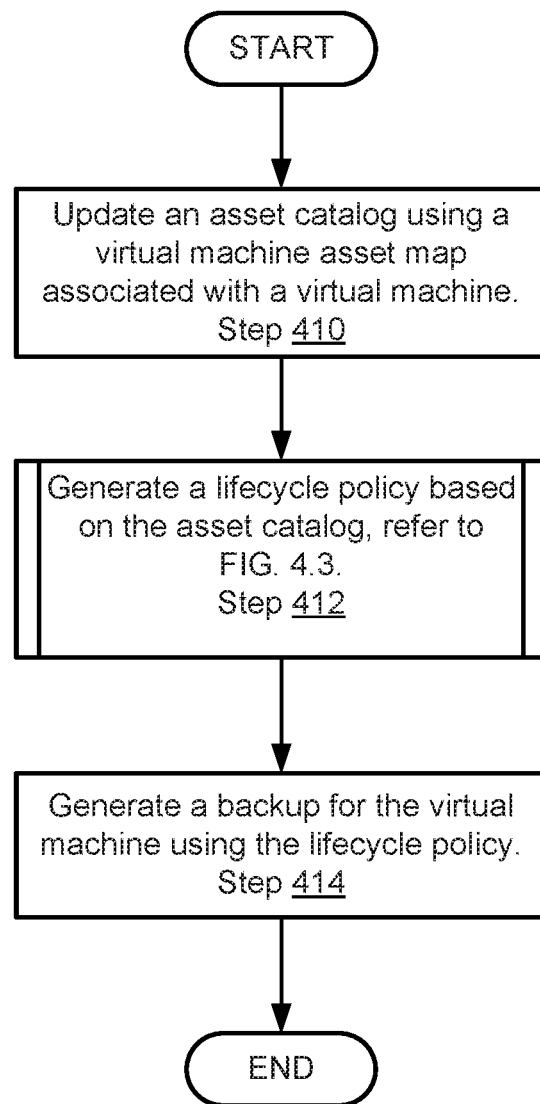 START
Update an asset catalog using a
virtual machine asset map
associated with a virtual machine.
Step 410
Generate a lifecycle policy based
on the asset catalog, refer to
FIG. 4.3.
Step 412
Generate a backup for the virtual
machine using the lifecycle policy.
Step 414
END